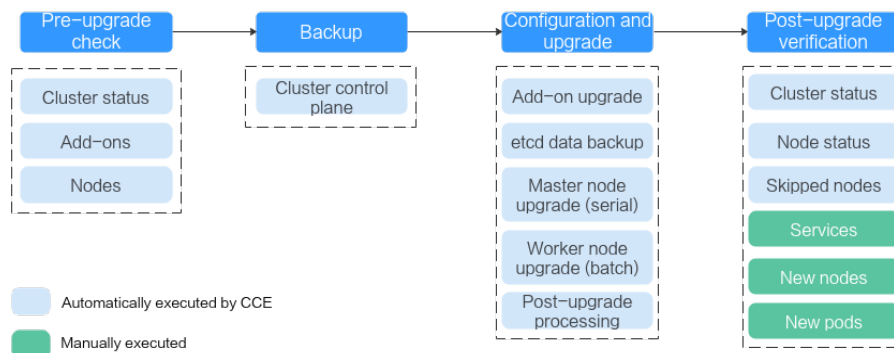 Pre-upgrade
check
Backup
Configuration and
upgrade
Post-upgrade
verification
Cluster status
Add-ons
Nodes
Cluster control
plane
Add-on upgrade
etcd data backup
Master node
upgrade (serial)
Worker node
upgrade (batch)
Post-upgrade
processing
Cluster status
Node status
Skipped nodes
Services
New nodes
New pods
Automatically executed by CCE
Manually executed